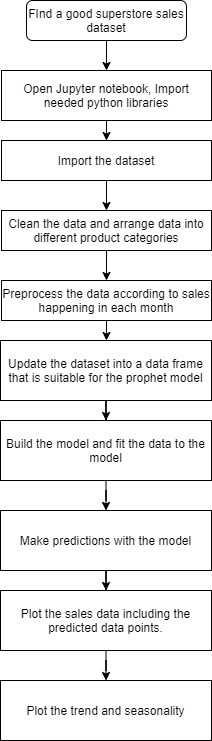 FInd a good superstore sales
dataset
Open Jupyter notebook, Import
needed python libraries
Import the dataset
Clean the data and arrange data into
different product categories
Preprocess the data according to sales
happening in each month
Update the dataset into a data frame
that is suitable for the prophet model
Build the model and fit the data to the
model
Make predictions with the model
Plot the sales data including the
predicted data points.
Plot the trend and seasonality